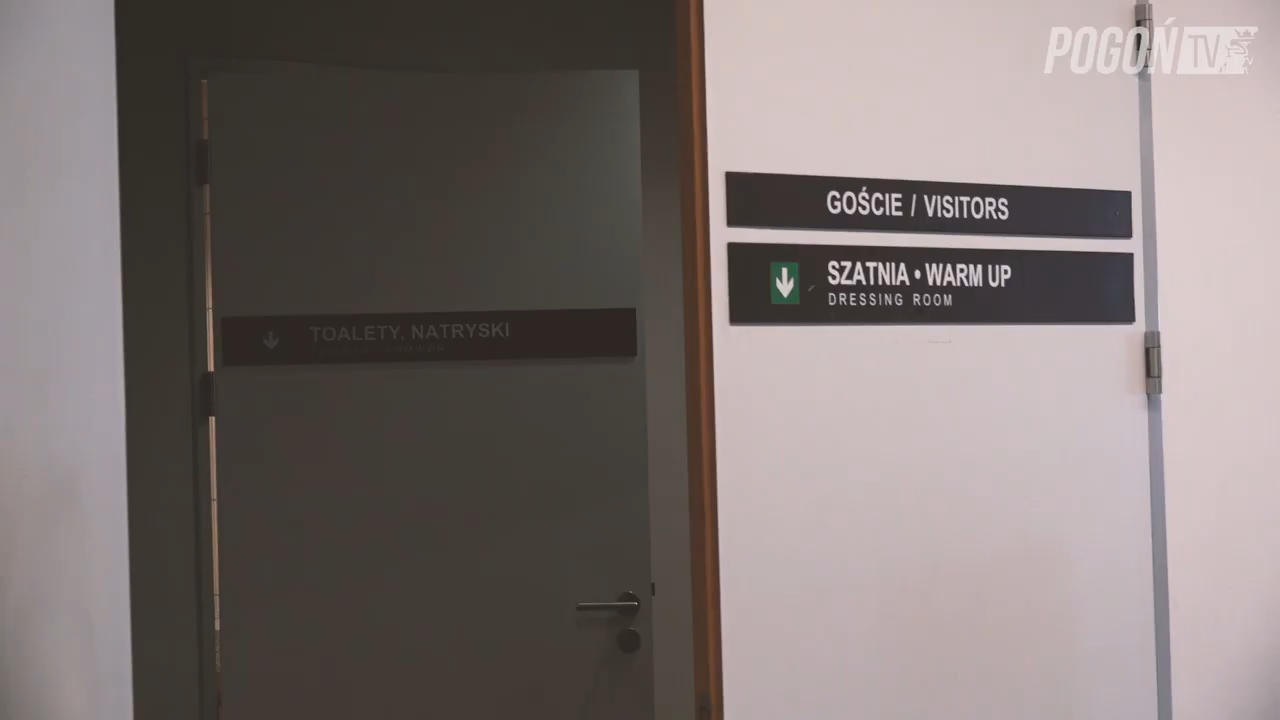 POGOŃ TV
GOŚCIE / VISITORS
SZATNIA • WARM UP
DRESSING ROOM
TOALETY, NATRYSKI